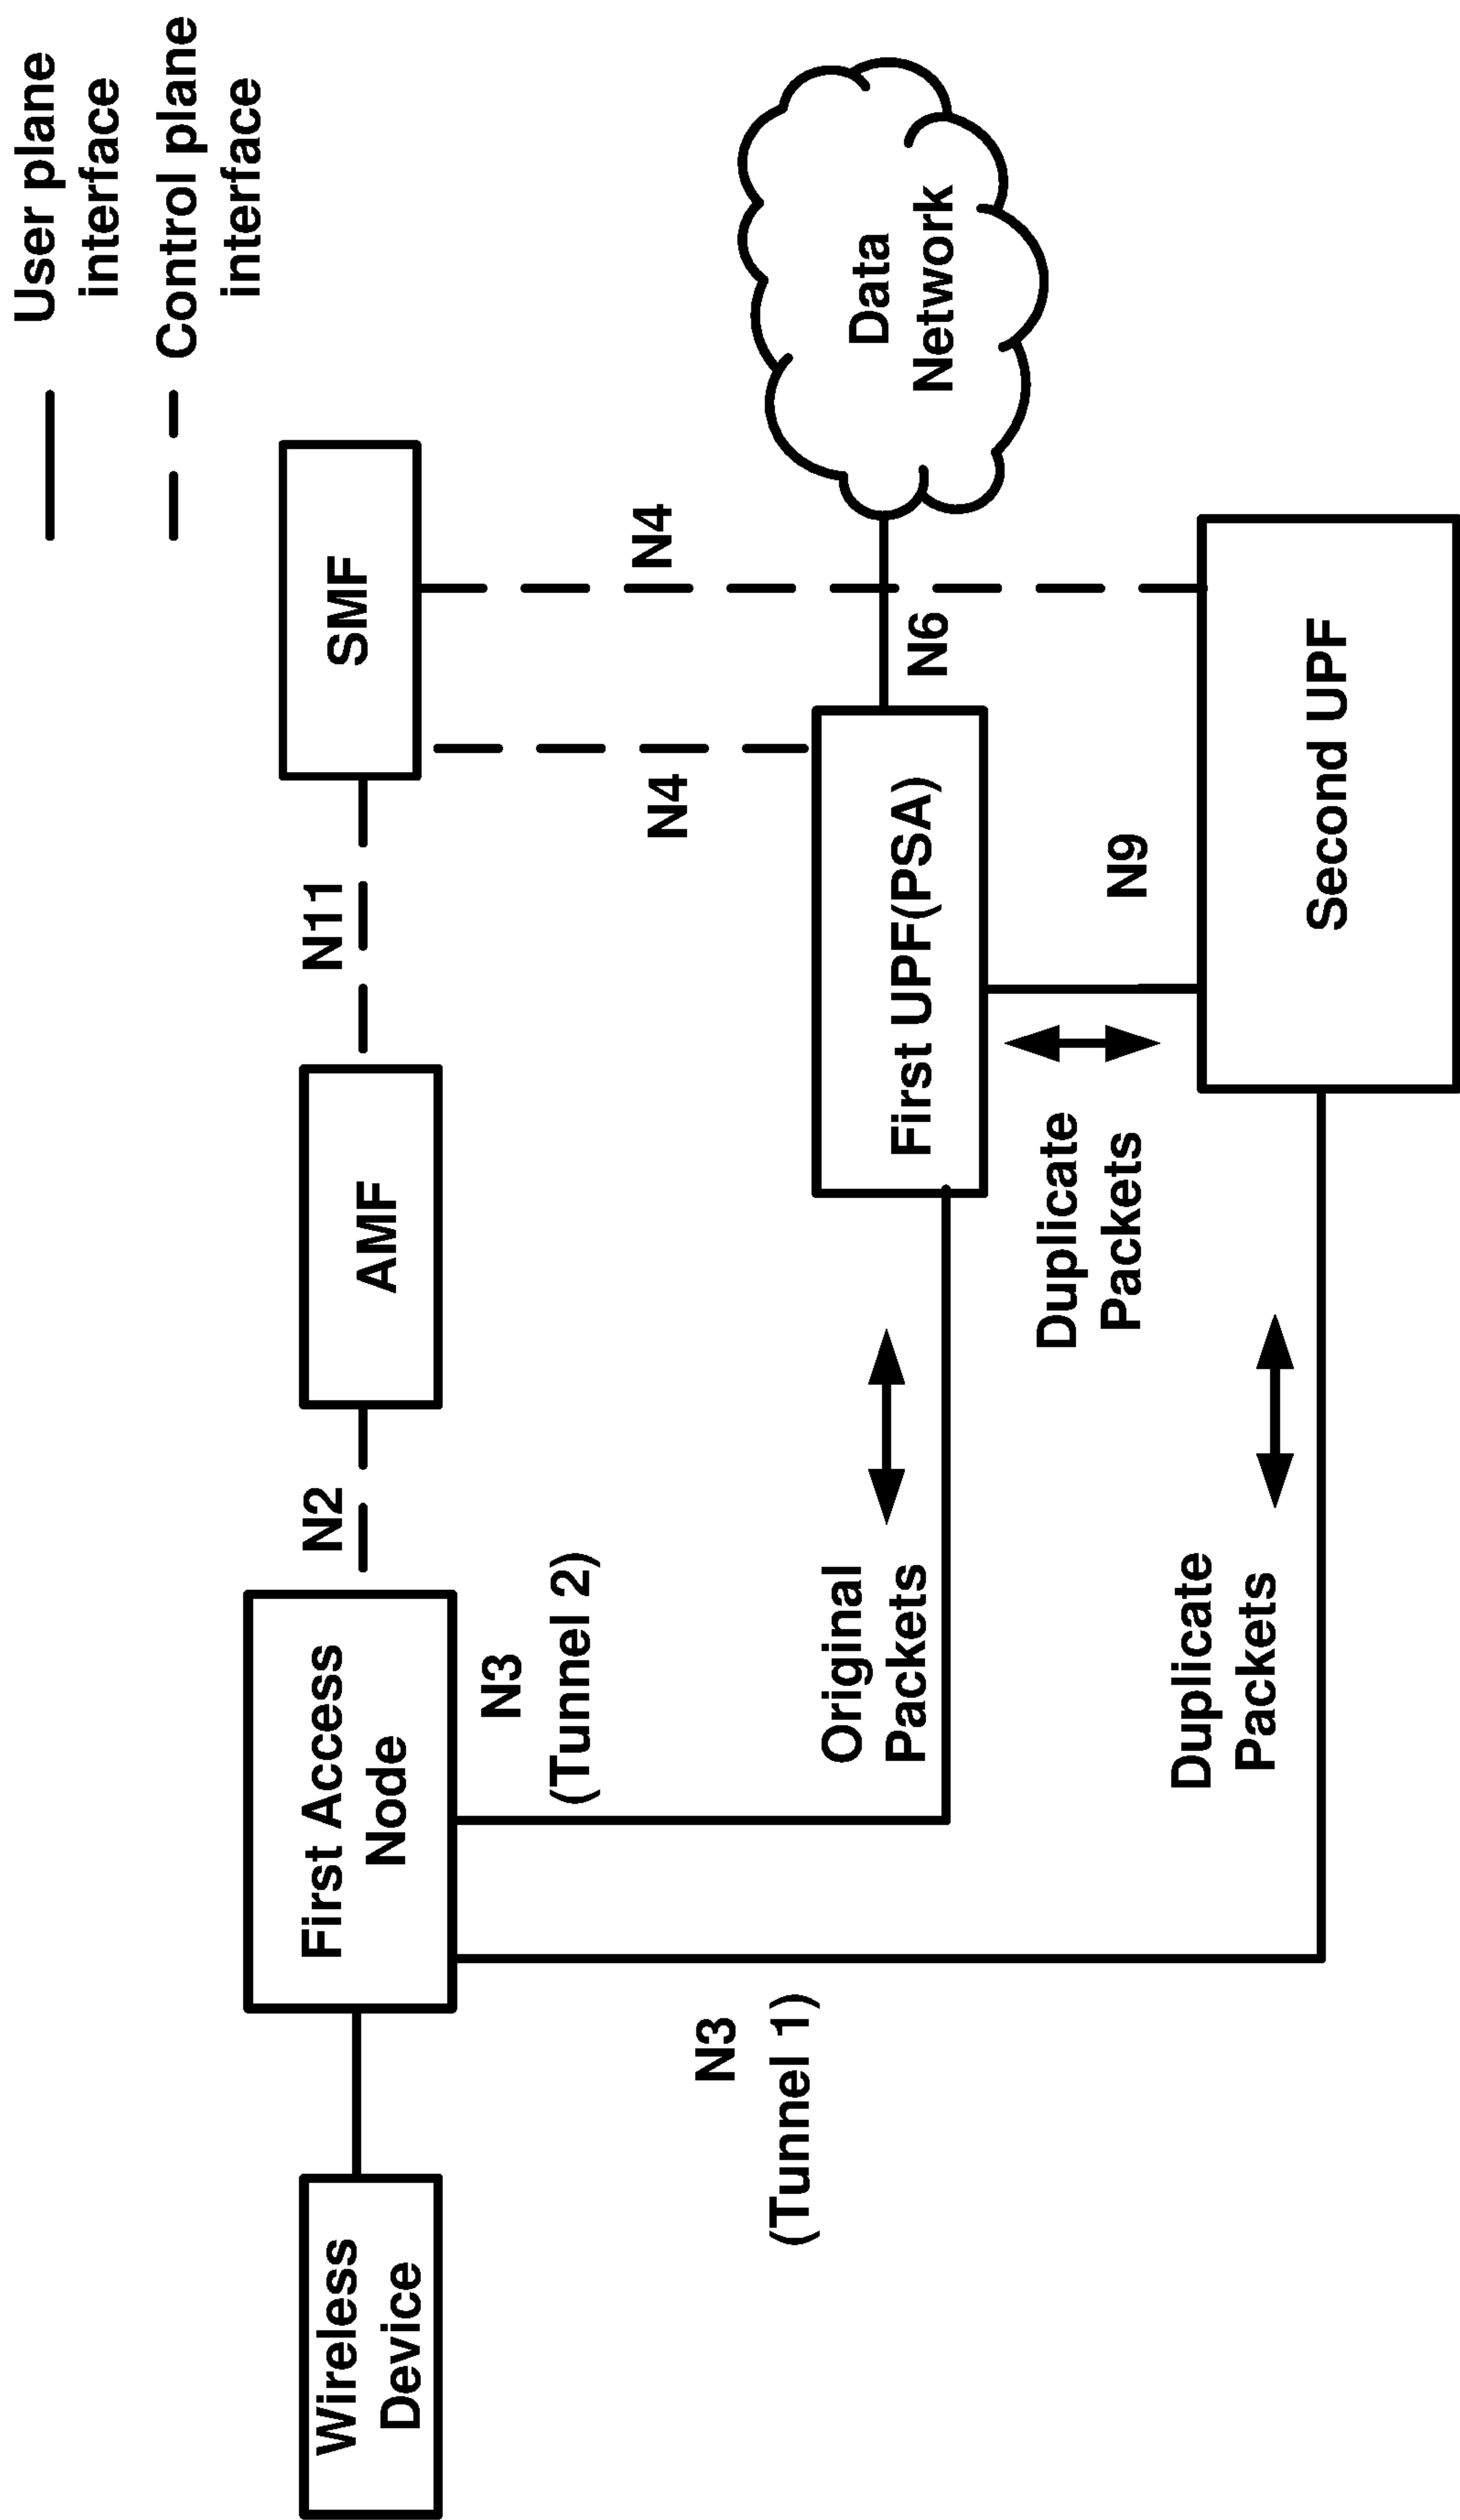 User plane
interface
Control plane
interface
Wireless
Device
First Access
Node
N2
AMF
N11
SMF
N3
(Tunnel 2)
N3
(Tunnel 1)
N4
N4
Original
Packets
First UPF(PSA)
N6
Data
Network
Duplicate
Packets
N9
Duplicate
Packets
Second UPF